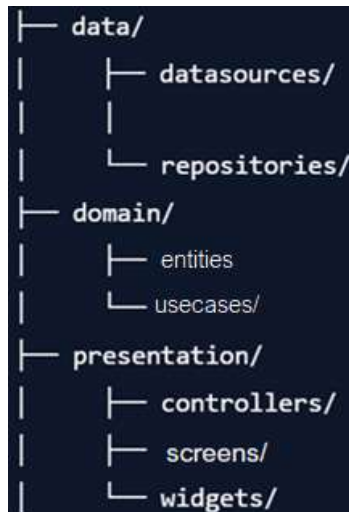 ├── data/
│   ├── datasources/
│   │
│   └── repositories/
├── domain/
│   ├── entities
│   └── usecases/
├── presentation/
│   ├── controllers/
│   ├── screens/
│   └── widgets/